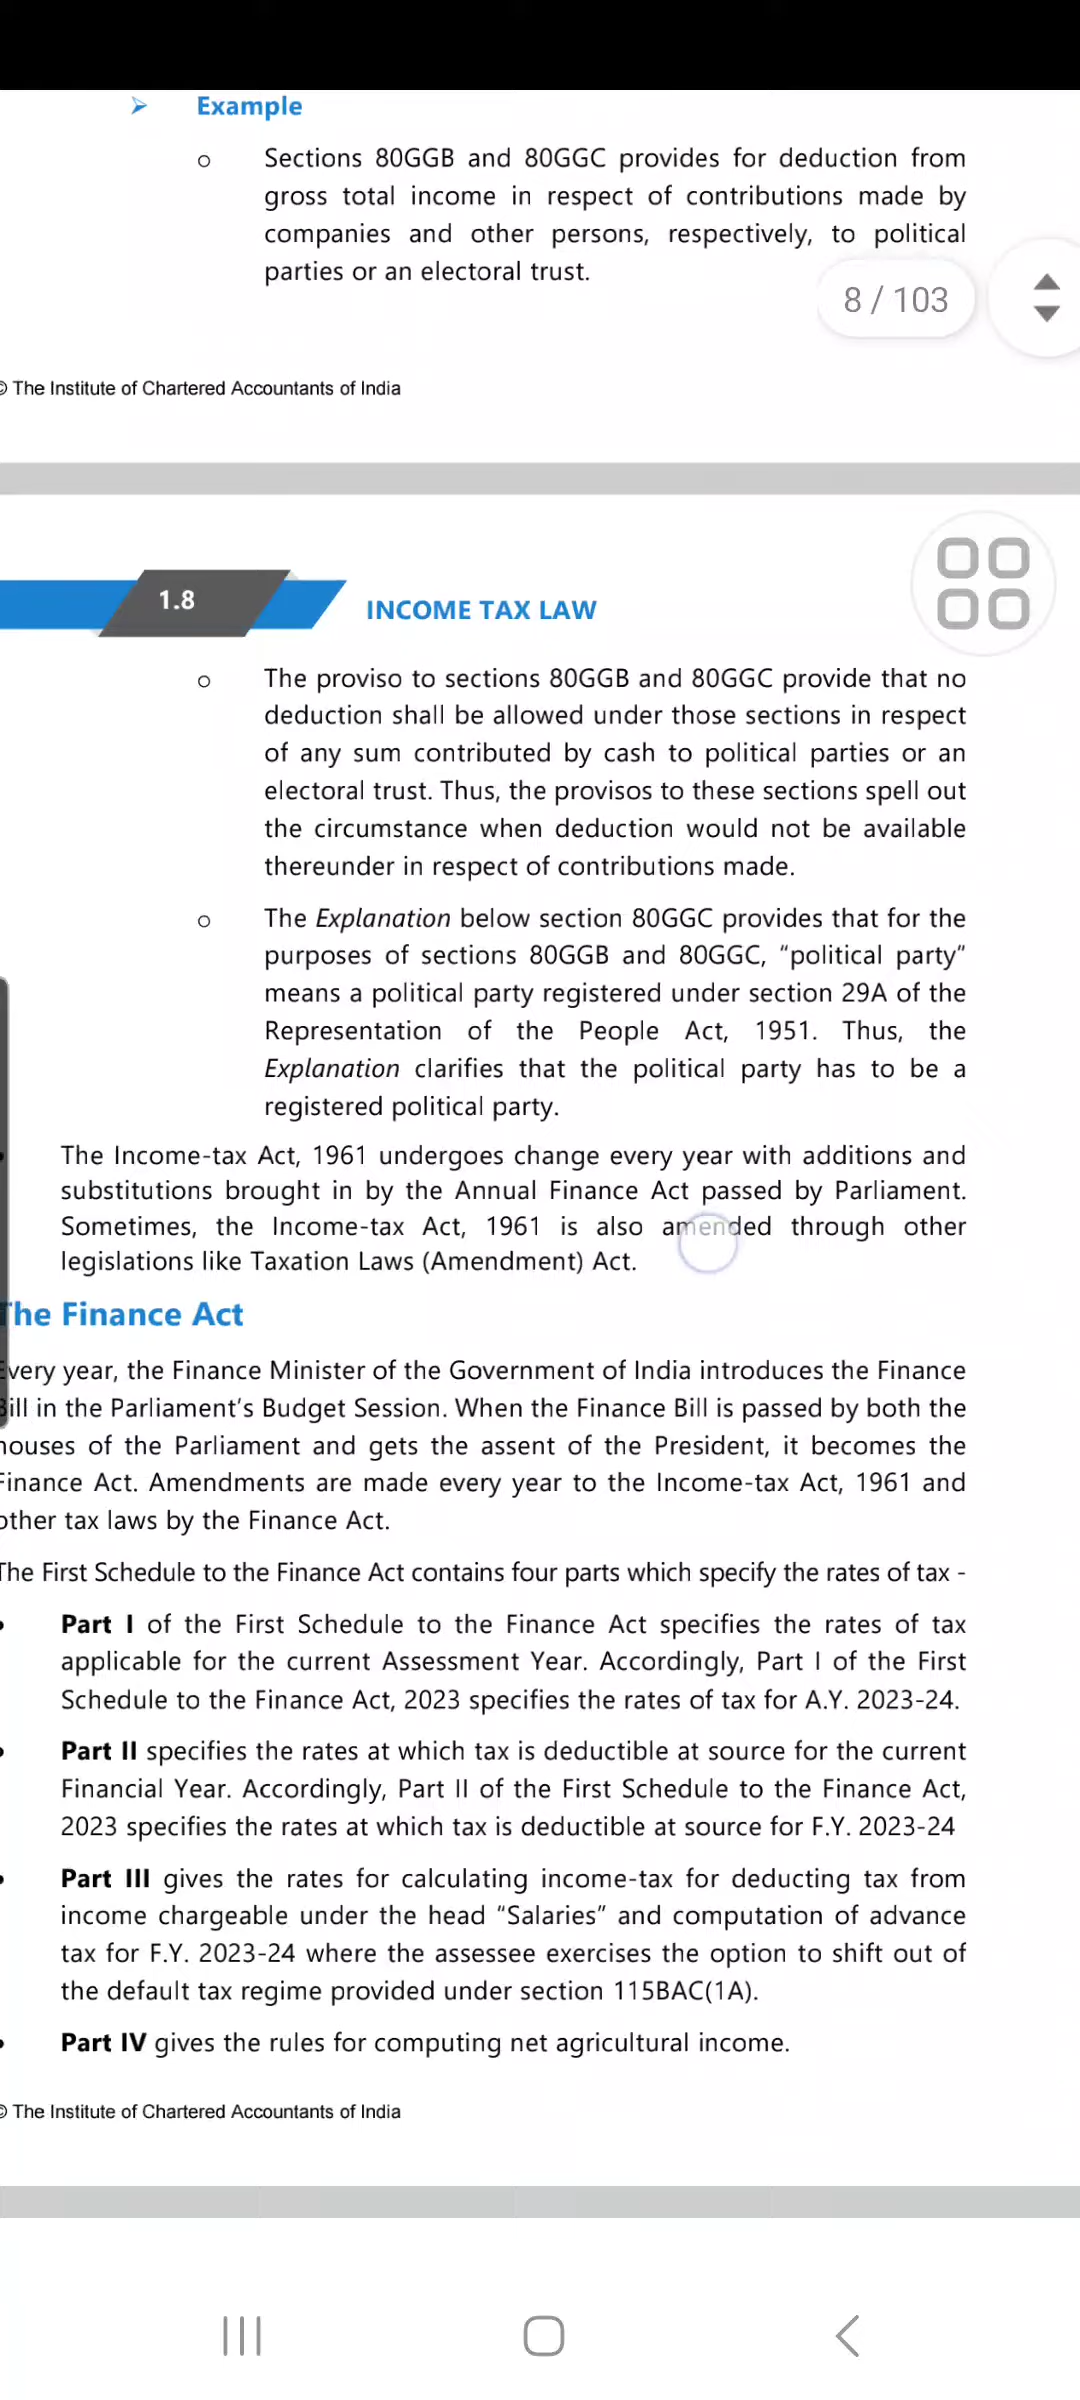 Example
o Sections 80GGB and 80GGC provides for deduction from
gross total income in respect of contributions made by
companies and other persons, respectively, to political
parties or an electoral trust.
8 / 103
© The Institute of Chartered Accountants of India
1.8
INCOME TAX LAW
o The proviso to sections 80GGB and 80GGC provide that no
deduction shall be allowed under those sections in respect
of any sum contributed by cash to political parties or an
electoral trust. Thus, the provisos to these sections spell out
the circumstance when deduction would not be available
thereunder in respect of contributions made.
o The Explanation below section 80GGC provides that for the
purposes of sections 80GGB and 80GGC, “political party”
means a political party registered under section 29A of the
Representation of the People Act, 1951. Thus, the
Explanation clarifies that the political party has to be a
registered political party.
The Income-tax Act, 1961 undergoes change every year with additions and
substitutions brought in by the Annual Finance Act passed by Parliament.
Sometimes, the Income-tax Act, 1961 is also amended through other
legislations like Taxation Laws (Amendment) Act.
The Finance Act
Every year, the Finance Minister of the Government of India introduces the Finance
Bill in the Parliament’s Budget Session. When the Finance Bill is passed by both the
houses of the Parliament and gets the assent of the President, it becomes the
Finance Act. Amendments are made every year to the Income-tax Act, 1961 and
other tax laws by the Finance Act.
The First Schedule to the Finance Act contains four parts which specify the rates of tax -
• Part I of the First Schedule to the Finance Act specifies the rates of tax
applicable for the current Assessment Year. Accordingly, Part I of the First
Schedule to the Finance Act, 2023 specifies the rates of tax for A.Y. 2023-24.
• Part II specifies the rates at which tax is deductible at source for the current
Financial Year. Accordingly, Part II of the First Schedule to the Finance Act,
2023 specifies the rates at which tax is deductible at source for F.Y. 2023-24
• Part III gives the rates for calculating income-tax for deducting tax from
income chargeable under the head “Salaries” and computation of advance
tax for F.Y. 2023-24 where the assessee exercises the option to shift out of
the default tax regime provided under section 115BAC(1A).
• Part IV gives the rules for computing net agricultural income.
© The Institute of Chartered Accountants of India